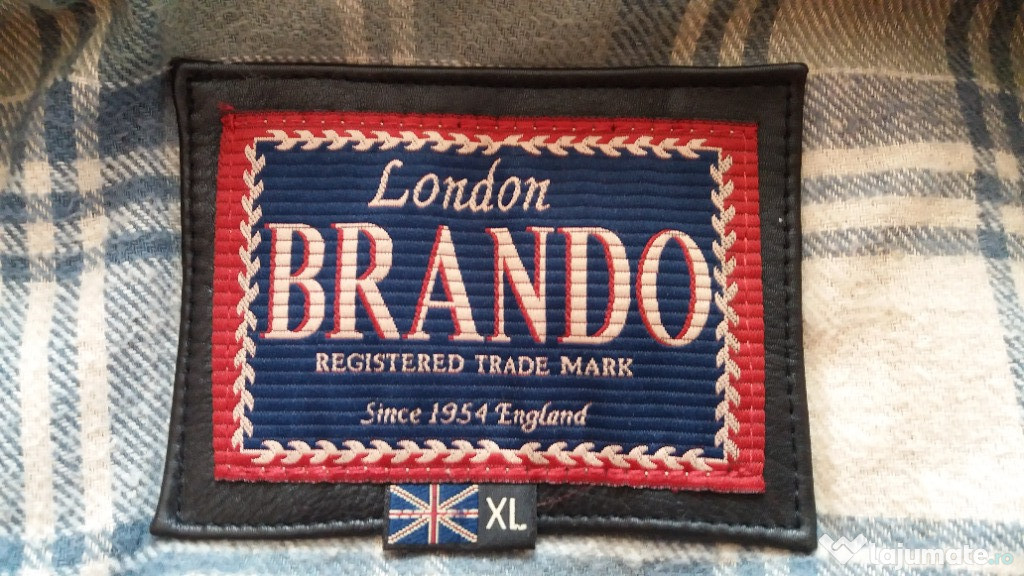 London
BRANDO
REGISTERED TRADE MARK
Since 1954 England
XL
lajumate.ro